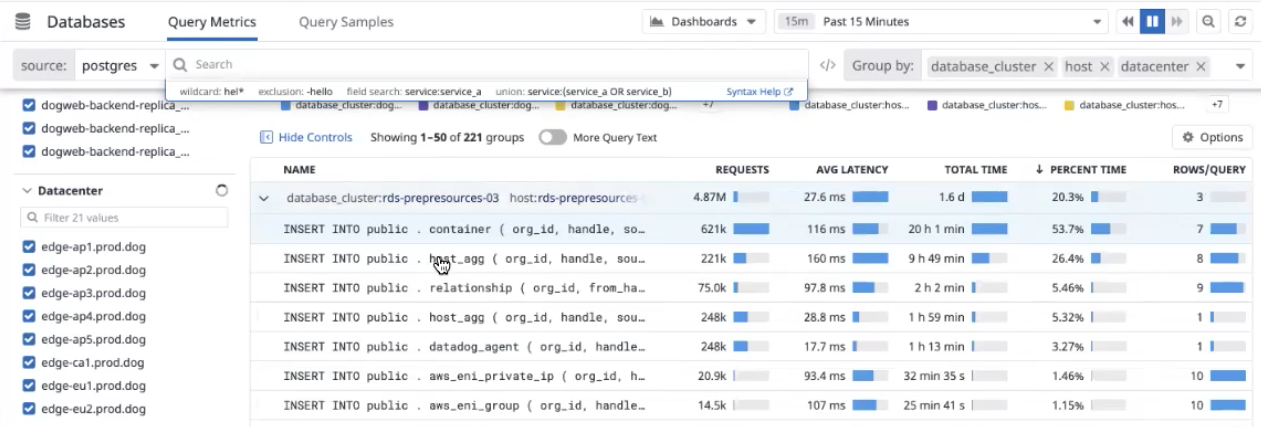 Databases Query Metrics Query Samples Dashboards 15m Past 15 Minutes
source: postgres Search </> Group by: database_cluster × host × datacenter ×
wildcard: hel* exclusion: -hello field search: service:service_a union: service:(service_a OR service_b) Syntax Help
dogweb-backend-replica_... database_cluster:dog... database_cluster:dog... database_cluster:dog... +7 database_cluster:hos... database_cluster:hos... database_cluster:hos... +7
dogweb-backend-replica_...
Hide Controls Showing 1–50 of 221 groups More Query Text Options
dogweb-backend-replica_...
NAME REQUESTS AVG LATENCY TOTAL TIME ↓ PERCENT TIME ROWS/QUERY
Datacenter
database_cluster:rds-prepresources-03 host:rds-prepresources- 4.87M 27.6 ms 1.6 d 20.3% 3
Filter 21 values
INSERT INTO public . container ( org_id, handle, so… 621k 116 ms 20 h 1 min 53.7% 7
edge-ap1.prod.dog
INSERT INTO public . host_agg ( org_id, handle, sou… 221k 160 ms 9 h 49 min 26.4% 8
edge-ap2.prod.dog
INSERT INTO public . relationship ( org_id, from_ha… 75.0k 97.8 ms 2 h 2 min 5.46% 9
edge-ap3.prod.dog
INSERT INTO public . host_agg ( org_id, handle, sou… 248k 28.8 ms 1 h 59 min 5.32% 1
edge-ap4.prod.dog
edge-ap5.prod.dog
INSERT INTO public . datadog_agent ( org_id, handle… 248k 17.7 ms 1 h 13 min 3.27% 1
edge-ca1.prod.dog
INSERT INTO public . aws_eni_private_ip ( org_id, h… 20.9k 93.4 ms 32 min 35 s 1.46% 10
edge-eu1.prod.dog
INSERT INTO public . aws_eni_group ( org_id, handle… 14.5k 107 ms 25 min 41 s 1.15% 10
edge-eu2.prod.dog